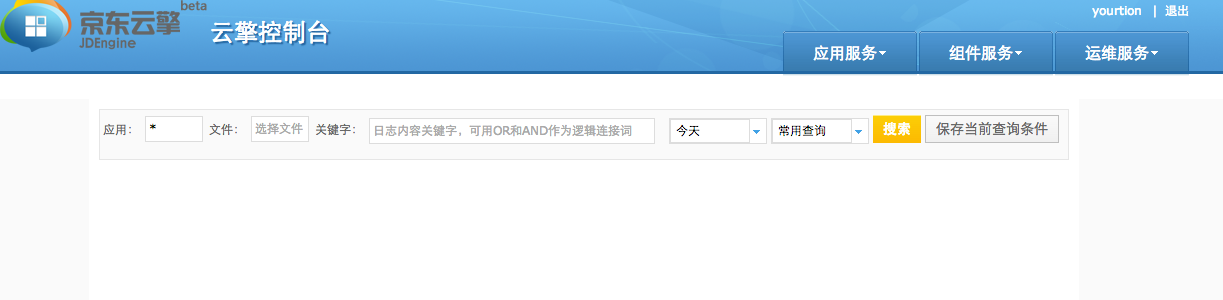 京东云擎 beta
JDEngine
云擎控制台
yourtion | 退出
应用服务 组件服务 运维服务
应用: * 文件: 选择文件 关键字: 日志内容关键字，可用OR和AND作为逻辑连接词 今天 常用查询 搜索 保存当前查询条件